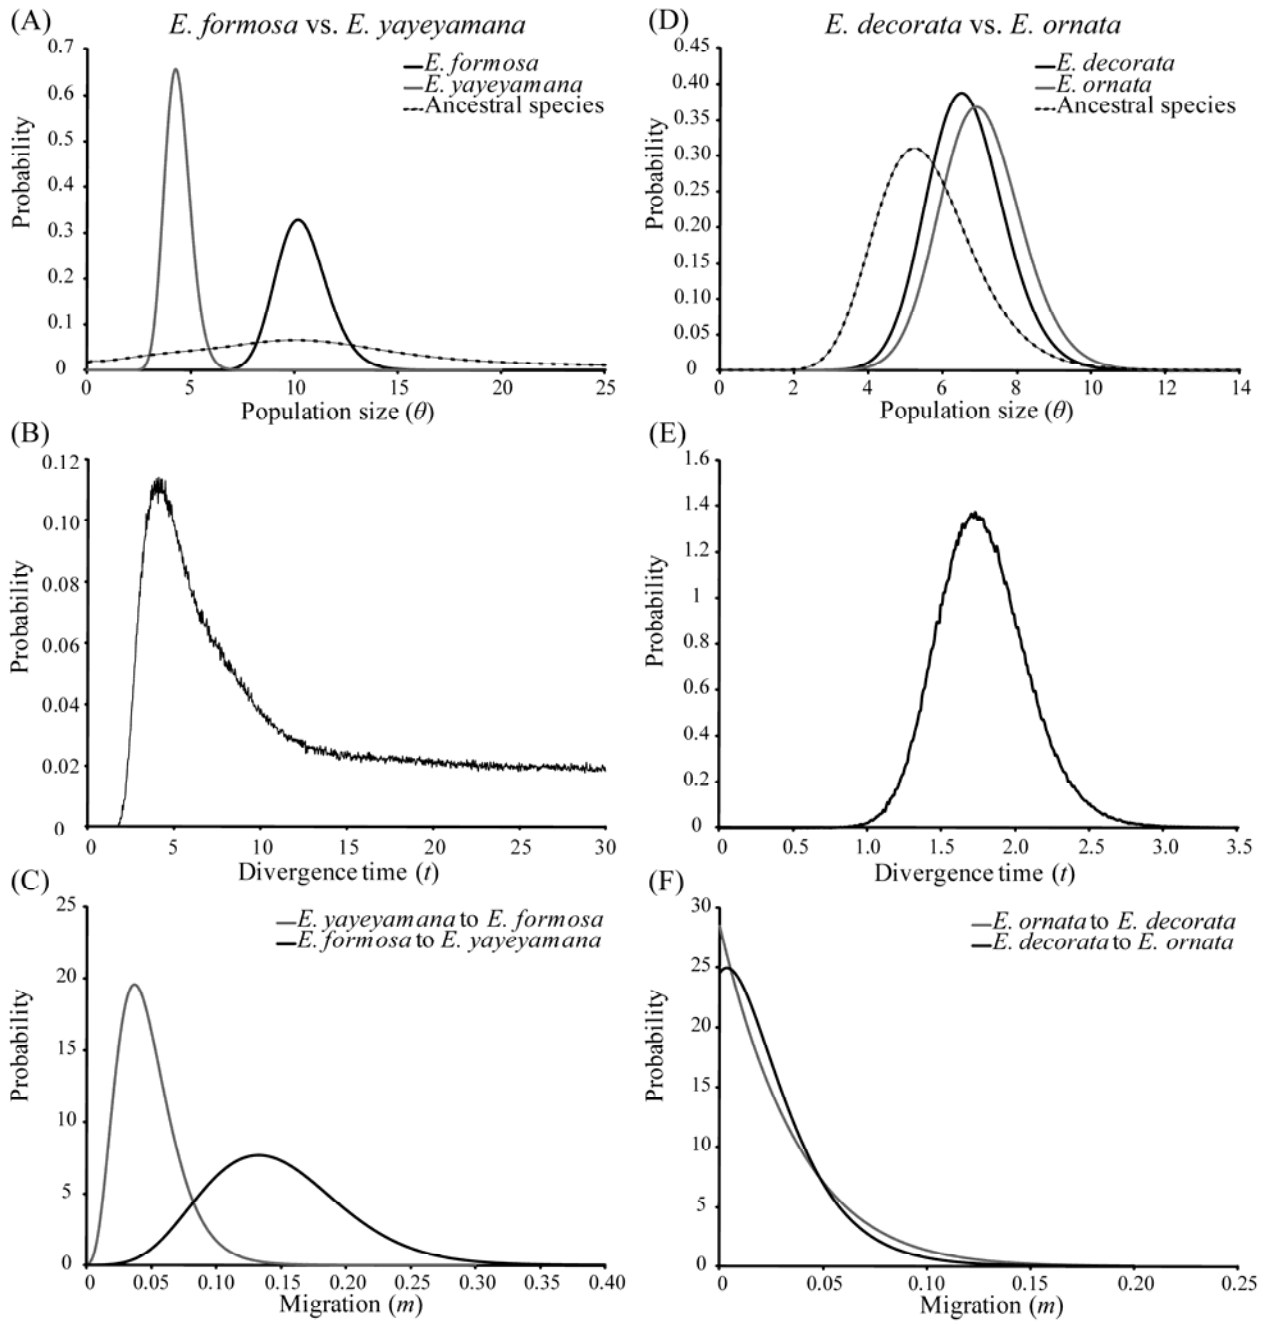 (A)
E. formosa vs. E. yayeyamana
E. formosa
E. yayeyamana
Ancestral species
Probability
0.7
0.6
0.5
0.4
0.3
0.2
0.1
0
0 5 10 15 20 25
Population size (θ)
(D)
E. decorata vs. E. ornata
E. decorata
E. ornata
Ancestral species
Probability
0.45
0.40
0.35
0.30
0.25
0.20
0.15
0.10
0.05
0
0 2 4 6 8 10 12 14
Population size (θ)
(B)
Probability
0.12
0.10
0.08
0.06
0.04
0.02
0
0 5 10 15 20 25 30
Divergence time (t)
(E)
Probability
1.6
1.4
1.2
1
0.8
0.6
0.4
0.2
0
0 0.5 1.0 1.5 2.0 2.5 3.0 3.5
Divergence time (t)
(C)
E. yayeyamana to E. formosa
E. formosa to E. yayeyamana
Probability
25
20
15
10
5
0
0 0.05 0.10 0.15 0.20 0.25 0.30 0.35 0.40
Migration (m)
(F)
E. ornata to E. decorata
E. decorata to E. ornata
Probability
30
25
20
15
10
5
0
0 0.05 0.10 0.15 0.20 0.25
Migration (m)